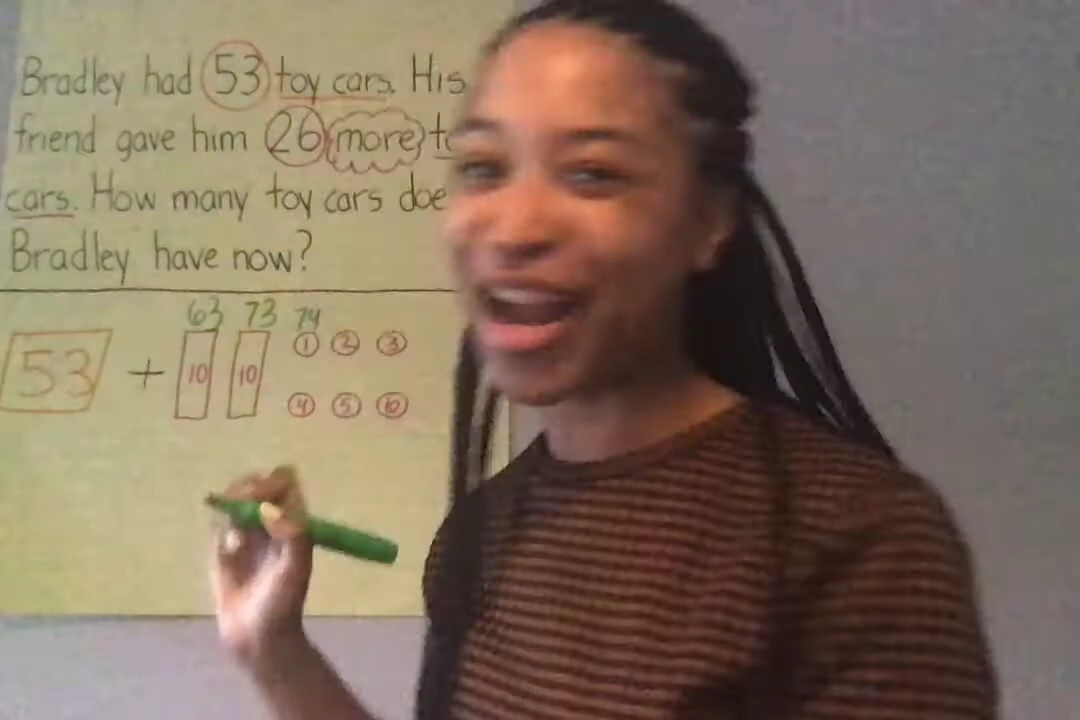 Bradley had 53 toy cars. His
friend gave him 26 more
cars. How many toy cars
Bradley have now?
63 73 74
53 + 10 10 1 2 3
4 5 6